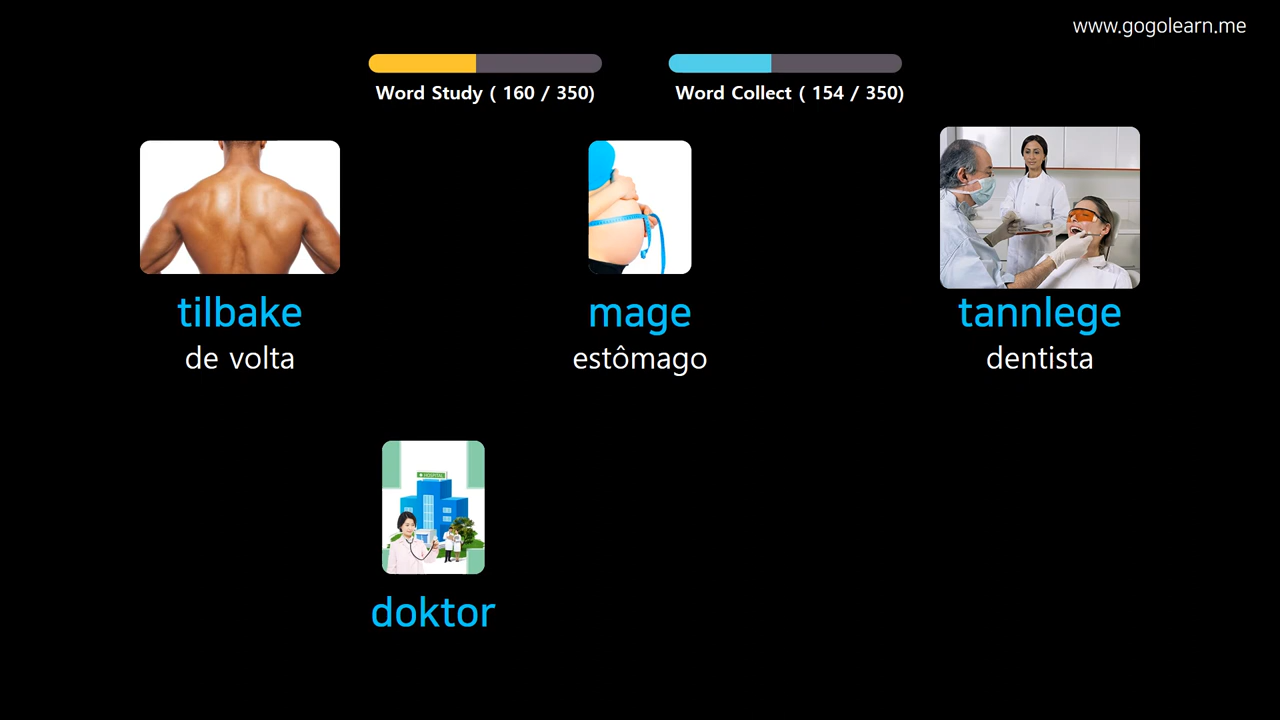 www.gogolearn.me
Word Study ( 160 / 350)
Word Collect ( 154 / 350)
tilbake
de volta
mage
estômago
tannlege
dentista
HOSPITAL
doktor